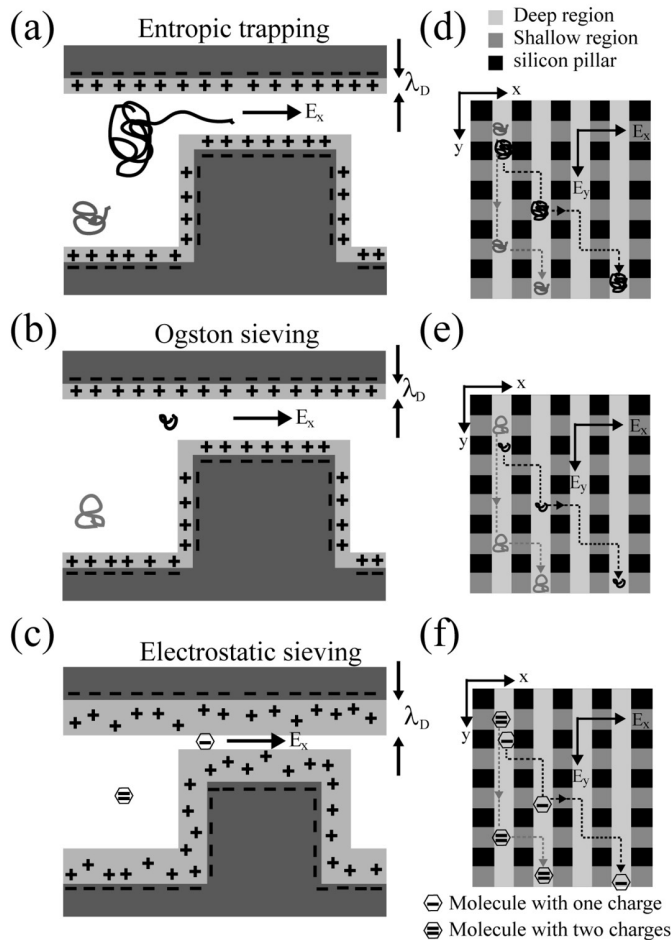 (a)
Entropic trapping
λD
Ex
(d)
Deep region
Shallow region
silicon pillar
x
y
Ex
Ey
(b)
Ogston sieving
λD
Ex
(e)
x
y
Ex
Ey
(c)
Electrostatic sieving
λD
Ex
(f)
x
y
Ex
Ey
Molecule with one charge
Molecule with two charges